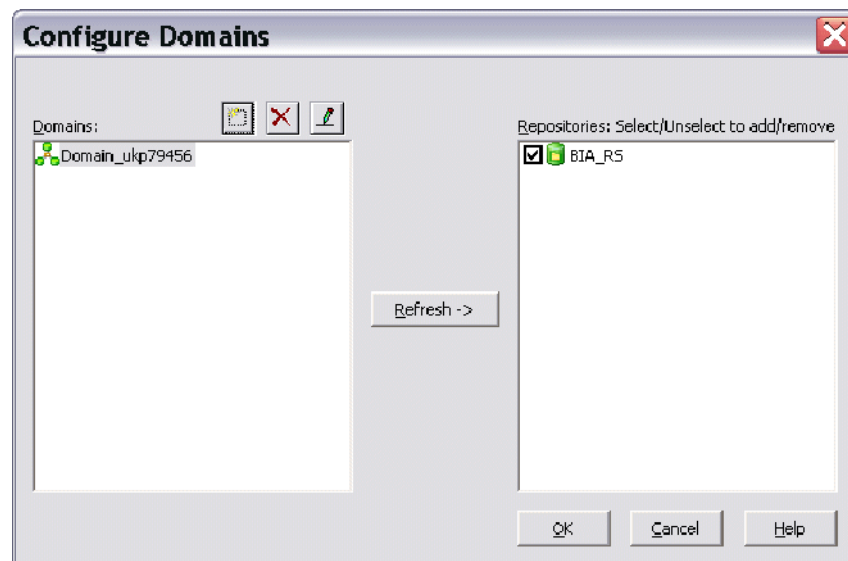 Configure Domains
Domains:
Repositories: Select/Unselect to add/remove
Domain_ukp79456
BIA_RS
Refresh ->
OK
Cancel
Help